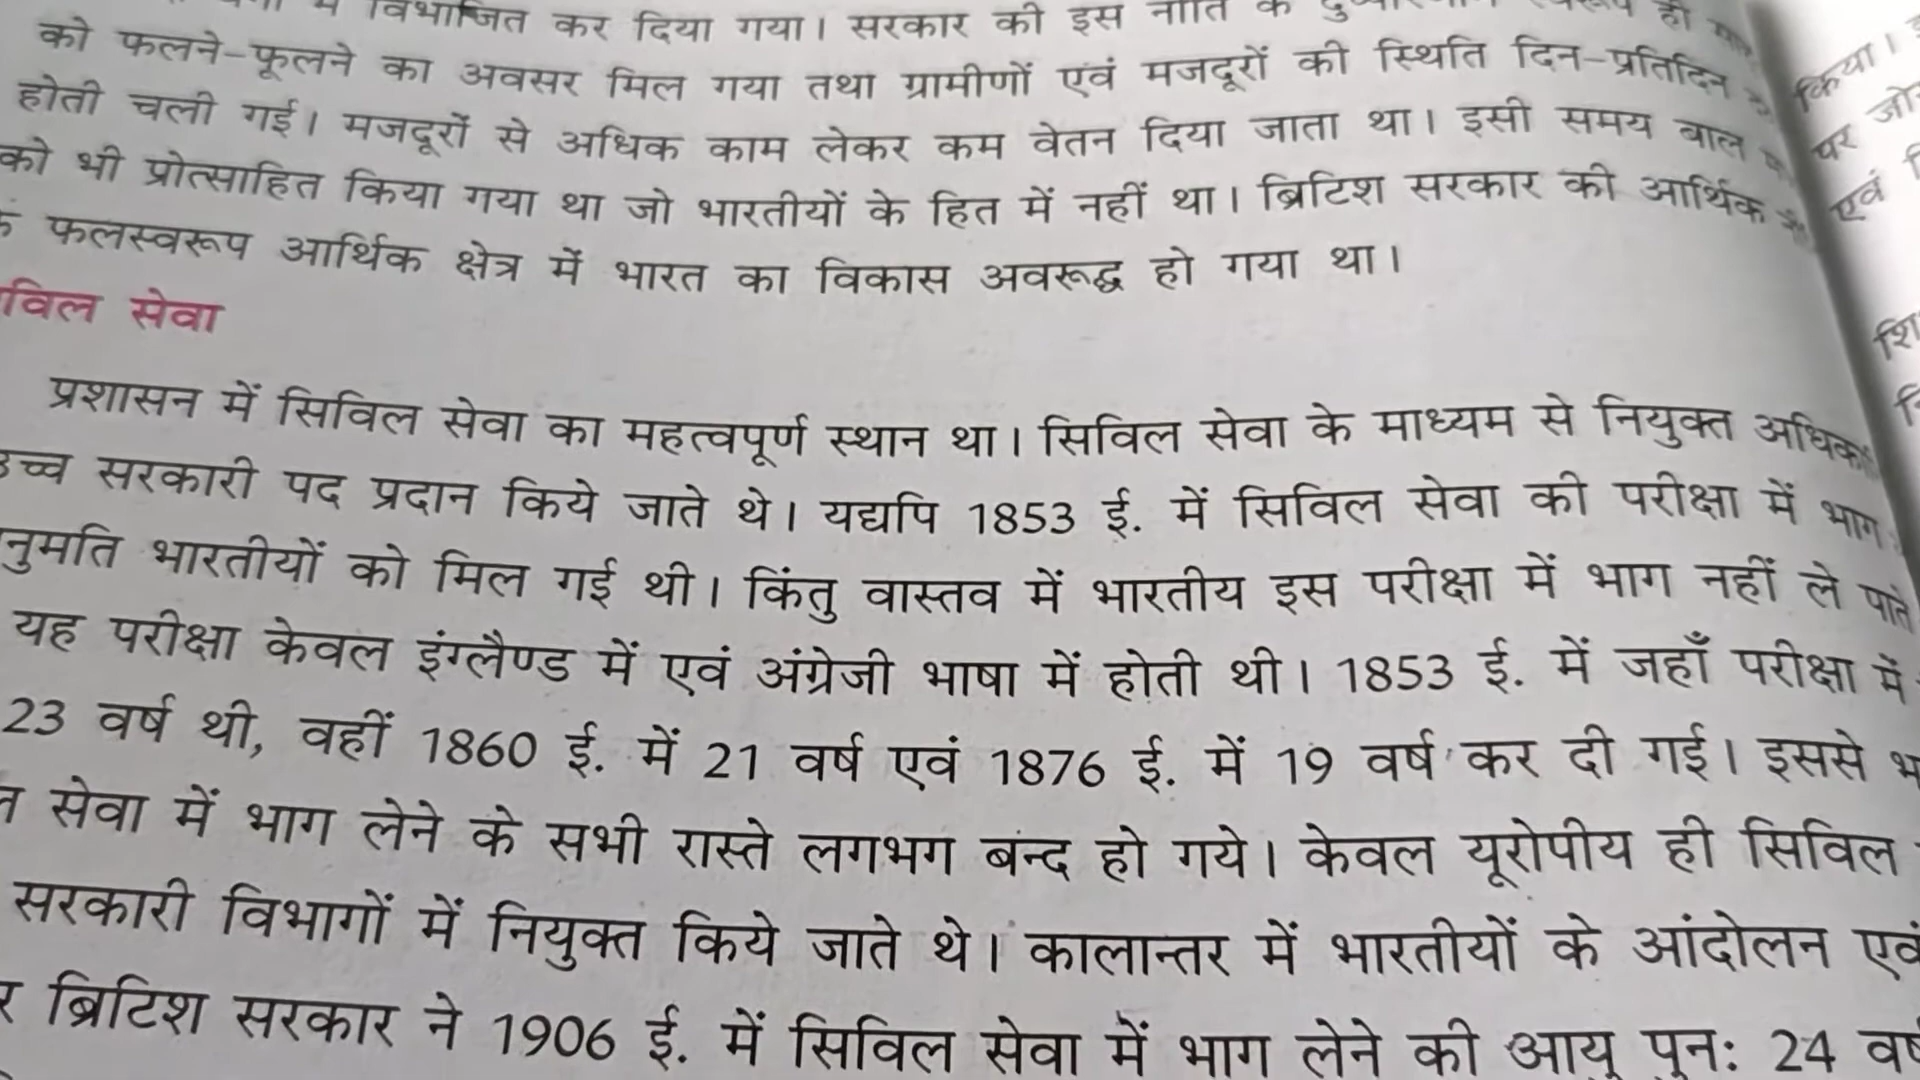 में विभाजित कर दिया गया। सरकार की इस नीति के
को फलने-फूलने का अवसर मिल गया तथा ग्रामीणों एवं मजदूरों की स्थिति दिन-प्रतिदिन
होती चली गई। मजदूरों से अधिक काम लेकर कम वेतन दिया जाता था। इसी समय बाल
को भी प्रोत्साहित किया गया था जो भारतीयों के हित में नहीं था। ब्रिटिश सरकार की आर्थिक
फलस्वरूप आर्थिक क्षेत्र में भारत का विकास अवरूद्ध हो गया था।
विल सेवा
प्रशासन में सिविल सेवा का महत्वपूर्ण स्थान था। सिविल सेवा के माध्यम से नियुक्त अधिका
उच्च सरकारी पद प्रदान किये जाते थे। यद्यपि 1853 ई. में सिविल सेवा की परीक्षा में भाग
नुमति भारतीयों को मिल गई थी। किंतु वास्तव में भारतीय इस परीक्षा में भाग नहीं ले पाते
यह परीक्षा केवल इंग्लैण्ड में एवं अंग्रेजी भाषा में होती थी। 1853 ई. में जहाँ परीक्षा में
23 वर्ष थी, वहीं 1860 ई. में 21 वर्ष एवं 1876 ई. में 19 वर्ष कर दी गई। इससे
सेवा में भाग लेने के सभी रास्ते लगभग बन्द हो गये। केवल यूरोपीय ही सिविल
सरकारी विभागों में नियुक्त किये जाते थे। कालान्तर में भारतीयों के आंदोलन एवं
ब्रिटिश सरकार ने 1906 ई. में सिविल सेवा में भाग लेने की आयु पुन: 24 वर्ष
किया।
पर
एवं